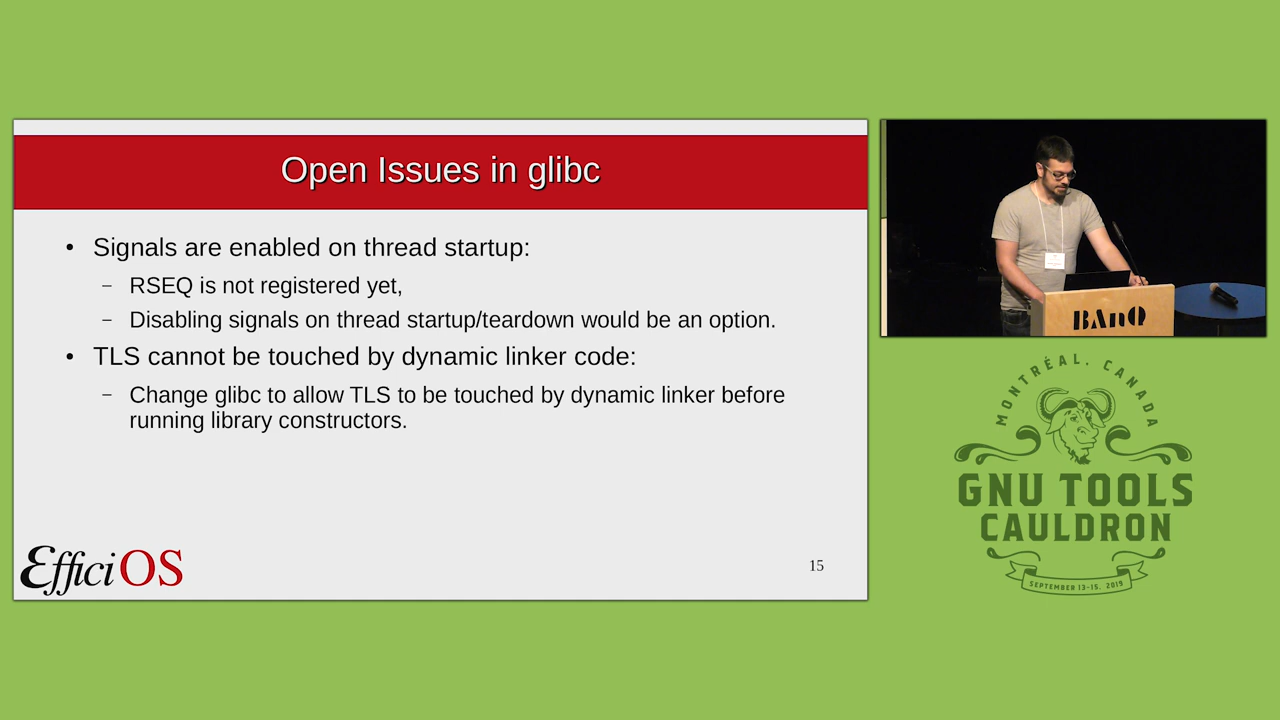 Open Issues in glibc
• Signals are enabled on thread startup:
– RSEQ is not registered yet,
– Disabling signals on thread startup/teardown would be an option.
• TLS cannot be touched by dynamic linker code:
– Change glibc to allow TLS to be touched by dynamic linker before
running library constructors.
EfficiOS
15
BAnQ
MONTRÉAL, CANADA
GNU TOOLS
CAULDRON
SEPTEMBER 13-15, 2019